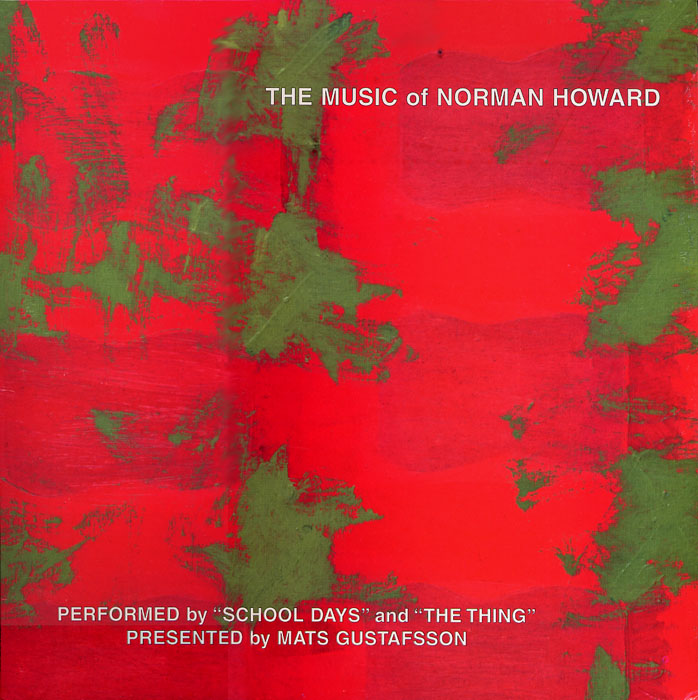 THE MUSIC of NORMAN HOWARD
PERFORMED by “SCHOOL DAYS” and “THE THING”
PRESENTED by MATS GUSTAFSSON